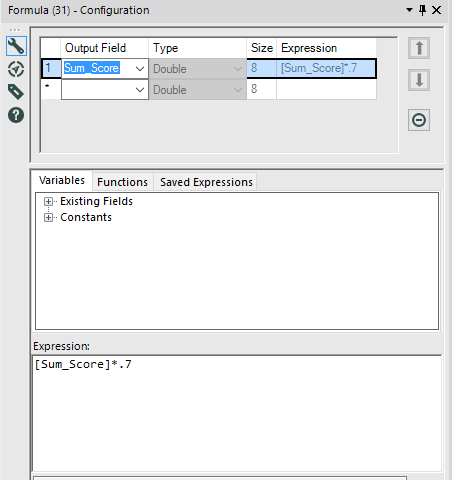 Formula (31) - Configuration
Output Field Type Size Expression
1 Sum_Score Double 8 [Sum_Score]*.7
* Double 8
Variables Functions Saved Expressions
Existing Fields
Constants
Expression:
[Sum_Score]*.7